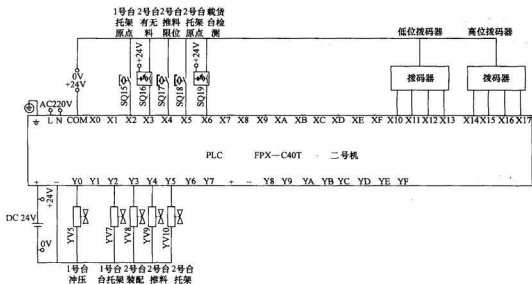 1号台 2号台 2号台 2号台 载货
托架 有无 推料 托架 台检
原点 料 限位 原点 测
低位拨码器 高位拨码器
+24V +24V
0V
+24V
SQ15 SQ16 SQ17 SQ18 SQ19
拨码器 拨码器
AC220V
L N COM X0 X1 X2 X3 X4 X5 X6 X7 X8 X9 XA XB XC XD XE XF X10 X11 X12 X13 X14 X15 X16 X17
PLC FPX-C40T 二号机
+ - Y0 Y1 Y2 Y3 Y4 Y5 Y6 Y7 + - Y8 Y9 YA YB YC YD YE YF
+24V
DC 24V
0V
YV5 YV7 YV8 YV9 YV10
1号台 1号台 2号台 2号台 2号台
冲压 台托架 装配 推料 托架